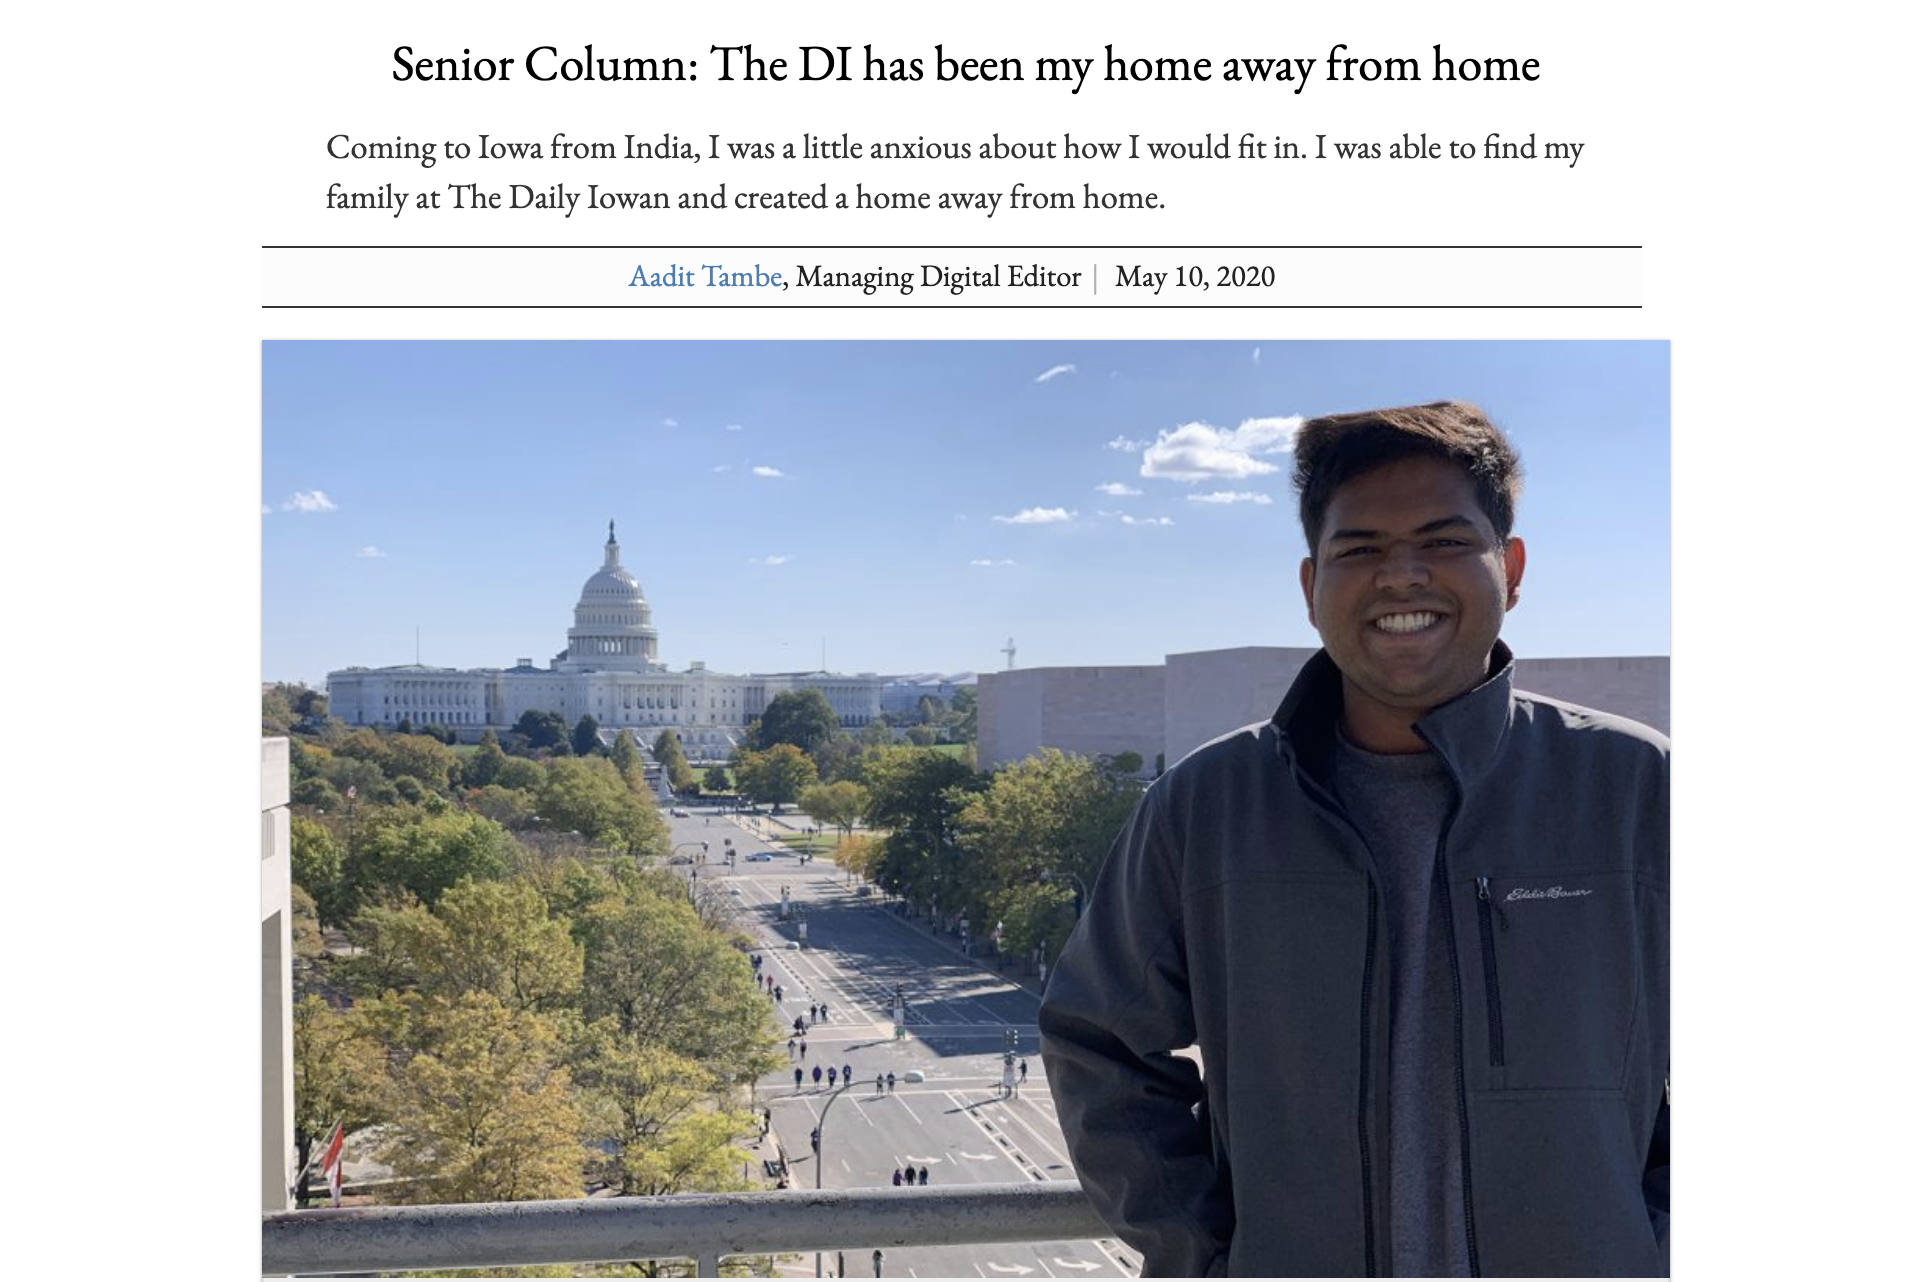 Senior Column: The DI has been my home away from home
Coming to Iowa from India, I was a little anxious about how I would fit in. I was able to find my
family at The Daily Iowan and created a home away from home.
Aadit Tambe, Managing Digital Editor | May 10, 2020
Eddie Bauer